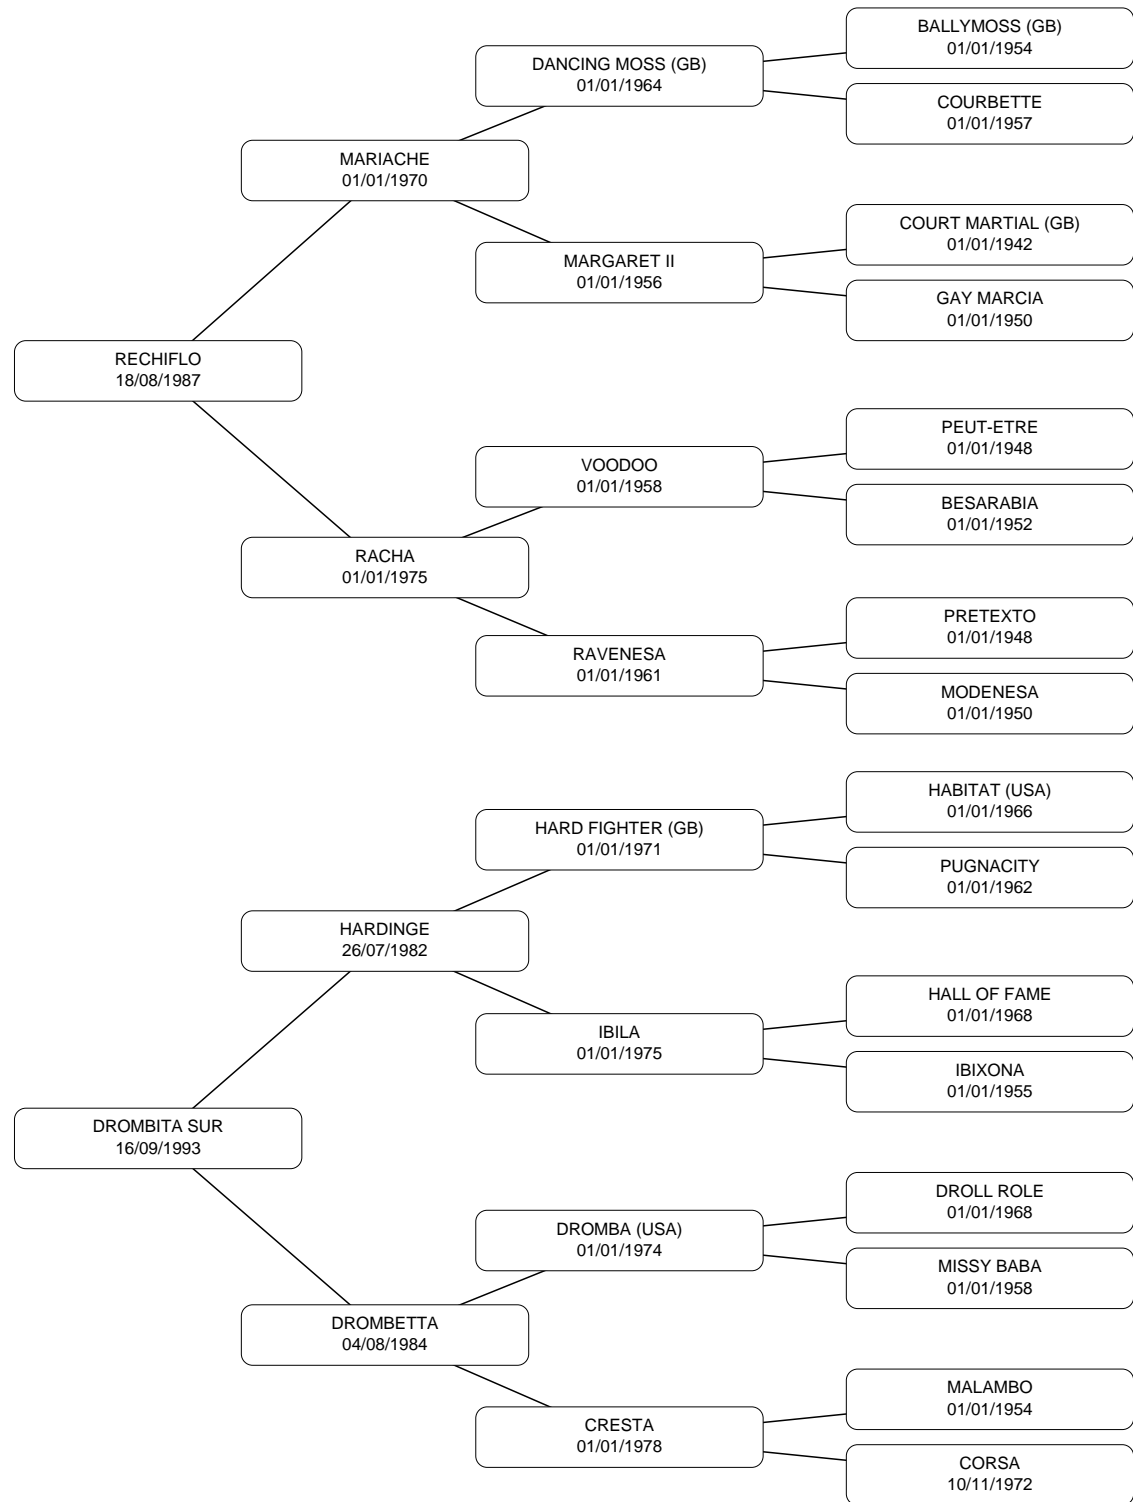 BALLYMOSS (GB)
01/01/1954
DANCING MOSS (GB)
01/01/1964
COURBETTE
01/01/1957
MARIACHE
01/01/1970
COURT MARTIAL (GB)
01/01/1942
MARGARET II
01/01/1956
GAY MARCIA
01/01/1950
RECHIFLO
18/08/1987
PEUT-ETRE
01/01/1948
VOODOO
01/01/1958
BESARABIA
01/01/1952
RACHA
01/01/1975
PRETEXTO
01/01/1948
RAVENESA
01/01/1961
MODENESA
01/01/1950
HABITAT (USA)
01/01/1966
HARD FIGHTER (GB)
01/01/1971
PUGNACITY
01/01/1962
HARDINGE
26/07/1982
HALL OF FAME
01/01/1968
IBILA
01/01/1975
IBIXONA
01/01/1955
DROMBITA SUR
16/09/1993
DROLL ROLE
01/01/1968
DROMBA (USA)
01/01/1974
MISSY BABA
01/01/1958
DROMBETTA
04/08/1984
MALAMBO
01/01/1954
CRESTA
01/01/1978
CORSA
10/11/1972